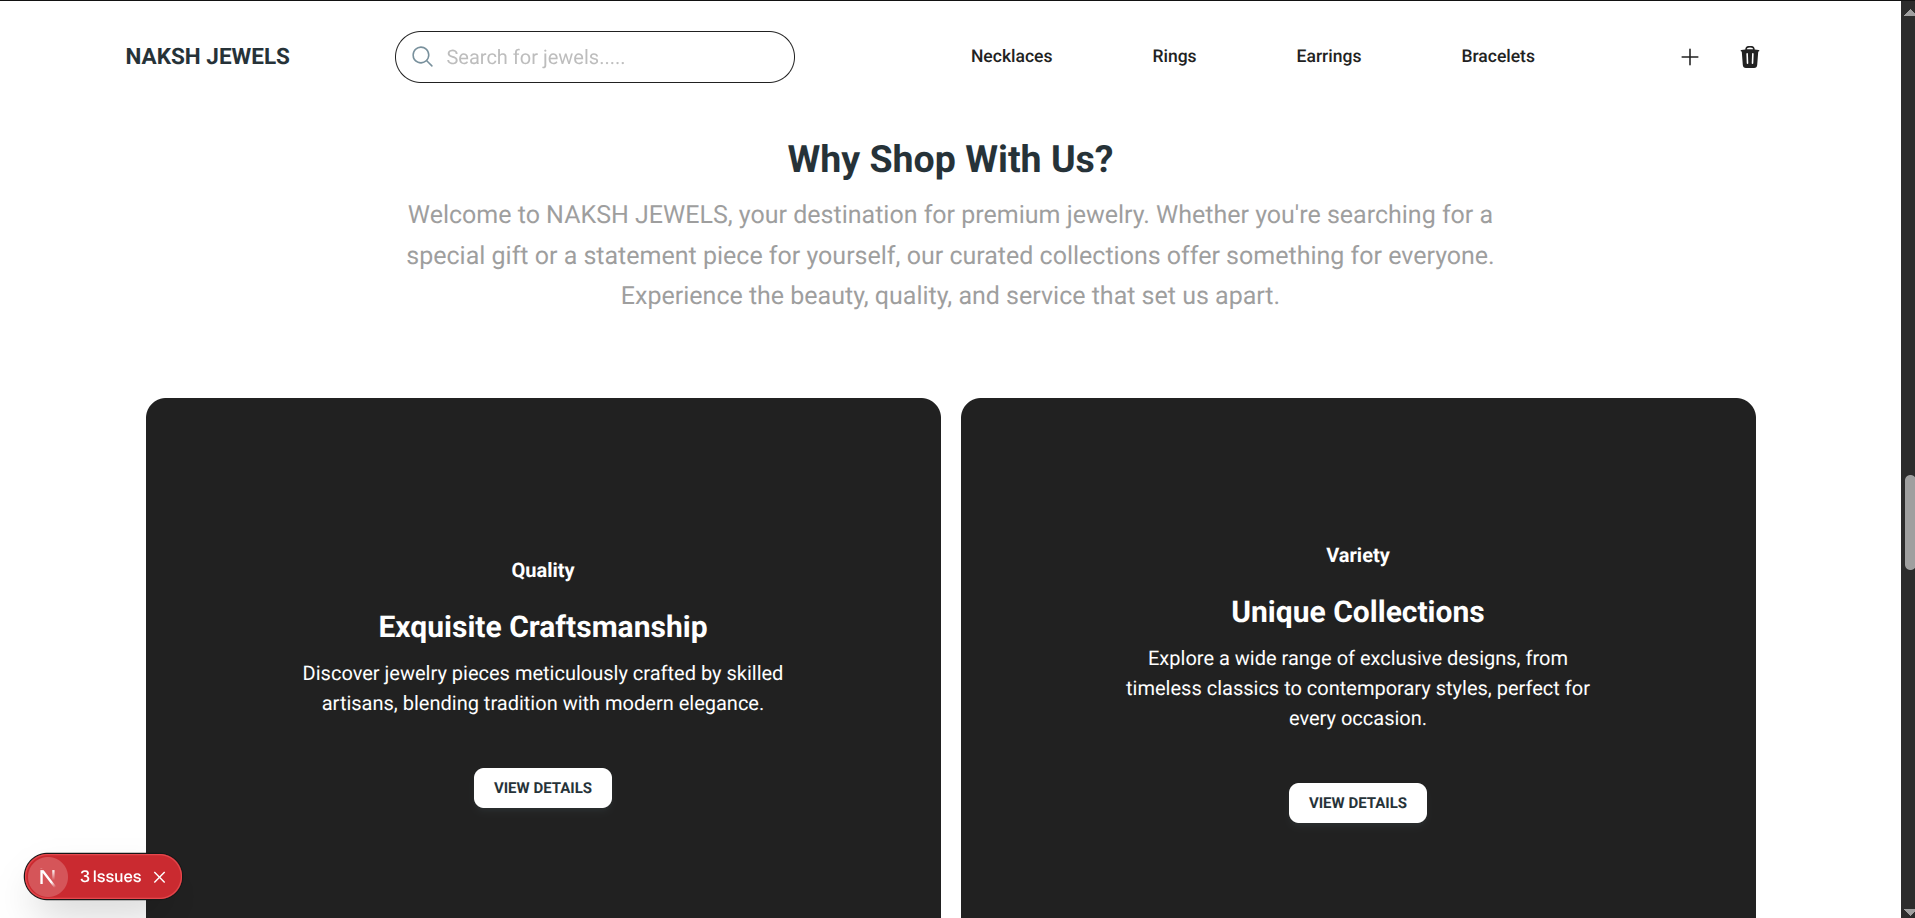 NAKSH JEWELS
Search for jewels.....
Necklaces
Rings
Earrings
Bracelets
Why Shop With Us?
Welcome to NAKSH JEWELS, your destination for premium jewelry. Whether you're searching for a
special gift or a statement piece for yourself, our curated collections offer something for everyone.
Experience the beauty, quality, and service that set us apart.
Quality
Exquisite Craftsmanship
Discover jewelry pieces meticulously crafted by skilled
artisans, blending tradition with modern elegance.
VIEW DETAILS
Variety
Unique Collections
Explore a wide range of exclusive designs, from
timeless classics to contemporary styles, perfect for
every occasion.
VIEW DETAILS
N 3 Issues